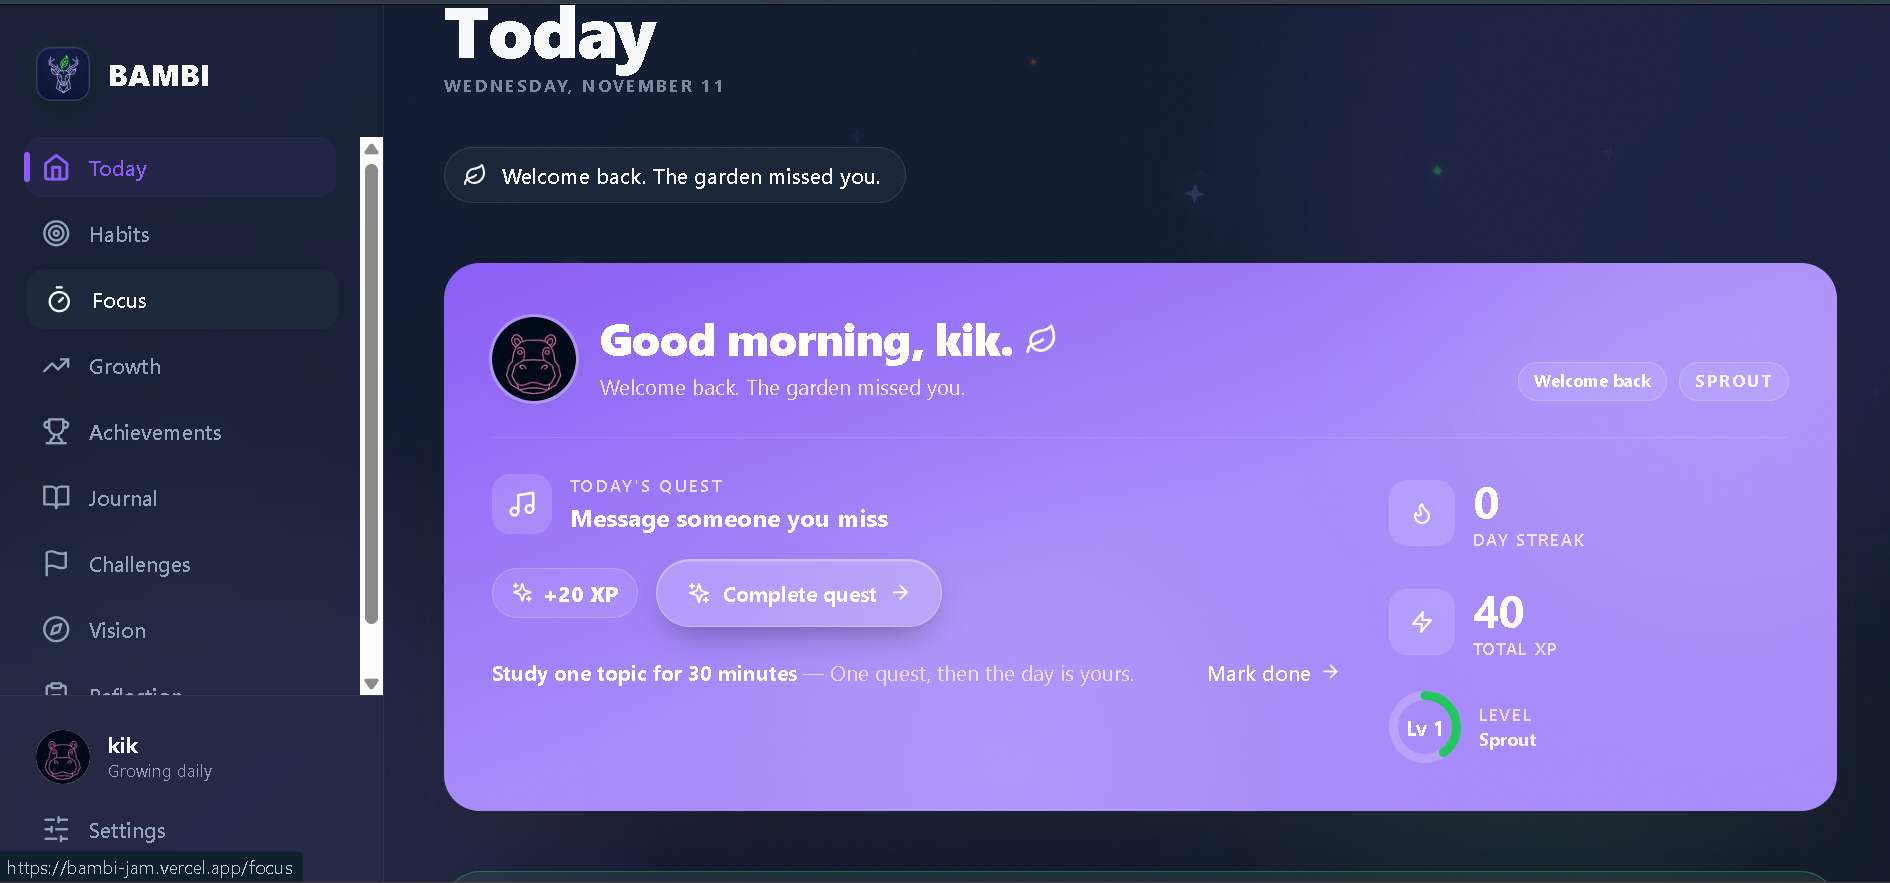 BAMBI
Today
Habits
Focus
Growth
Achievements
Journal
Challenges
Vision
Reflection
kik
Growing daily
Settings
https://bambi-jam.vercel.app/focus
Today
WEDNESDAY, NOVEMBER 11
Welcome back. The garden missed you.
Good morning, kik.
Welcome back. The garden missed you.
Welcome back
SPROUT
TODAY'S QUEST
Message someone you miss
+20 XP
Complete quest
Study one topic for 30 minutes — One quest, then the day is yours.
Mark done
0
DAY STREAK
40
TOTAL XP
Lv 1
LEVEL
Sprout